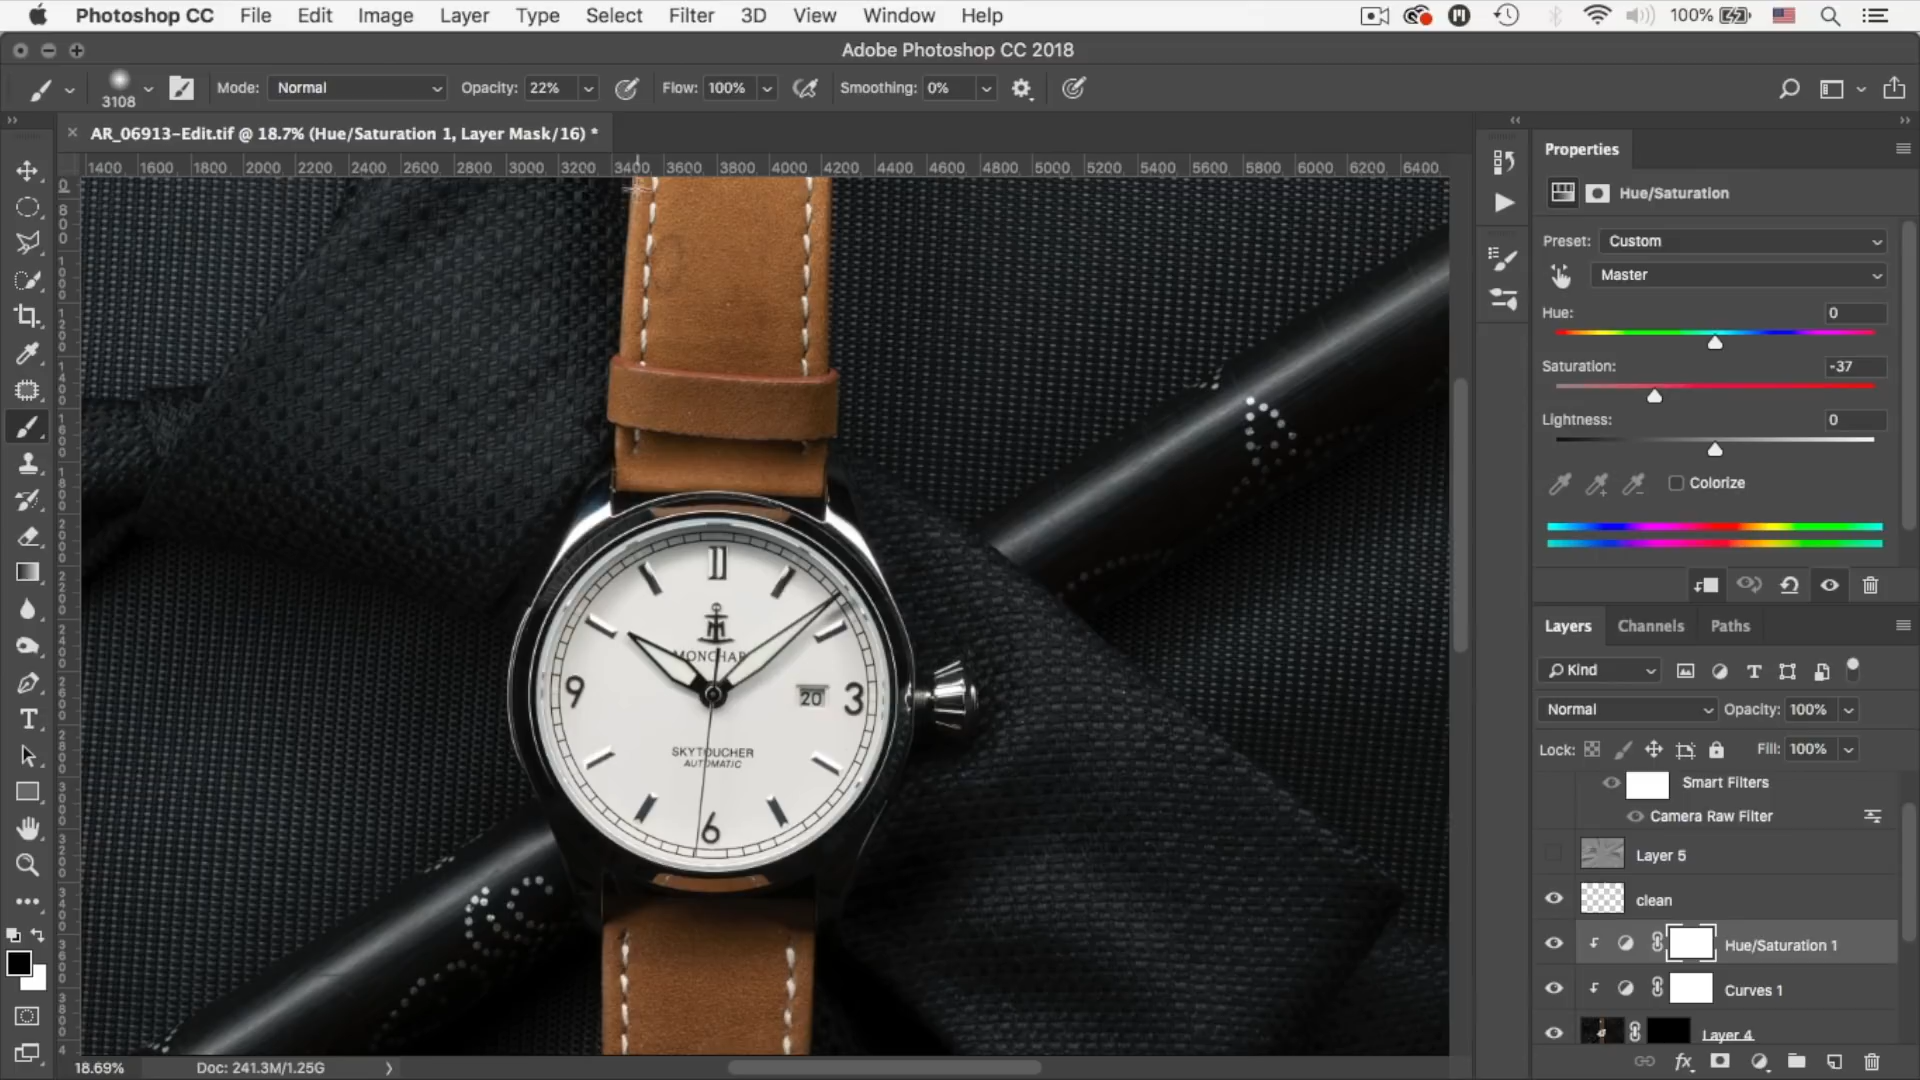 Photoshop CC File Edit Image Layer Type Select Filter 3D View Window Help 100%
Adobe Photoshop CC 2018
3108 Mode: Normal Opacity: 22% Flow: 100% Smoothing: 0%
AR_06913-Edit.tif @ 18.7% (Hue/Saturation 1, Layer Mask/16) *
1400 1600 1800 2000 2200 2400 2600 2800 3000 3200 3400 3600 3800 4000 4200 4400 4600 4800 5000 5200 5400 5600 5800 6000 6200 6400
Properties
Hue/Saturation
Preset: Custom
Master
Hue: 0
Saturation: -37
Lightness: 0
Colorize
Layers Channels Paths
Kind
Normal Opacity: 100%
Lock: Fill: 100%
Smart Filters
Camera Raw Filter
Layer 5
clean
Hue/Saturation 1
Curves 1
Layer 4
M
MONCHAR
9 20 3
SKYTOUCHER
AUTOMATIC
6
18.69% Doc: 241.3M/1.25G